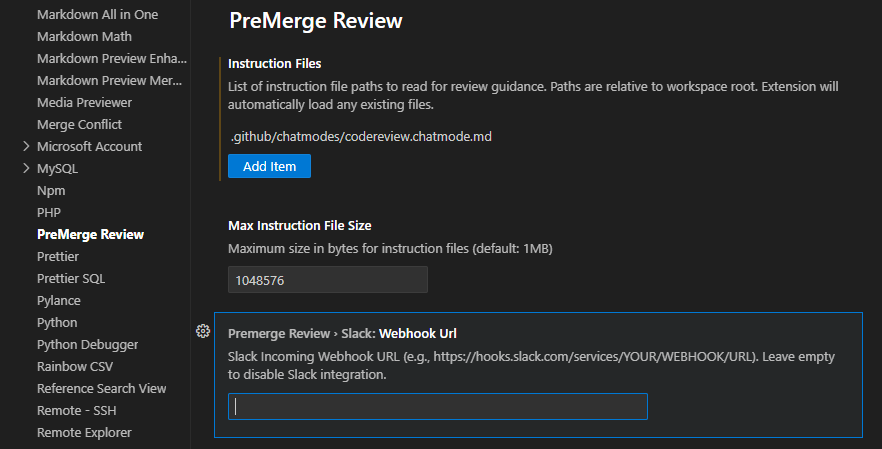 Markdown All in One
Markdown Math
Markdown Preview Enha...
Markdown Preview Mer...
Media Previewer
Merge Conflict
Microsoft Account
MySQL
Npm
PHP
PreMerge Review
Prettier
Prettier SQL
Pylance
Python
Python Debugger
Rainbow CSV
Reference Search View
Remote - SSH
Remote Explorer
PreMerge Review
Instruction Files
List of instruction file paths to read for review guidance. Paths are relative to workspace root. Extension will
automatically load any existing files.
.github/chatmodes/codereview.chatmode.md
Add Item
Max Instruction File Size
Maximum size in bytes for instruction files (default: 1MB)
1048576
Premerge Review › Slack: Webhook Url
Slack Incoming Webhook URL (e.g., https://hooks.slack.com/services/YOUR/WEBHOOK/URL). Leave empty
to disable Slack integration.